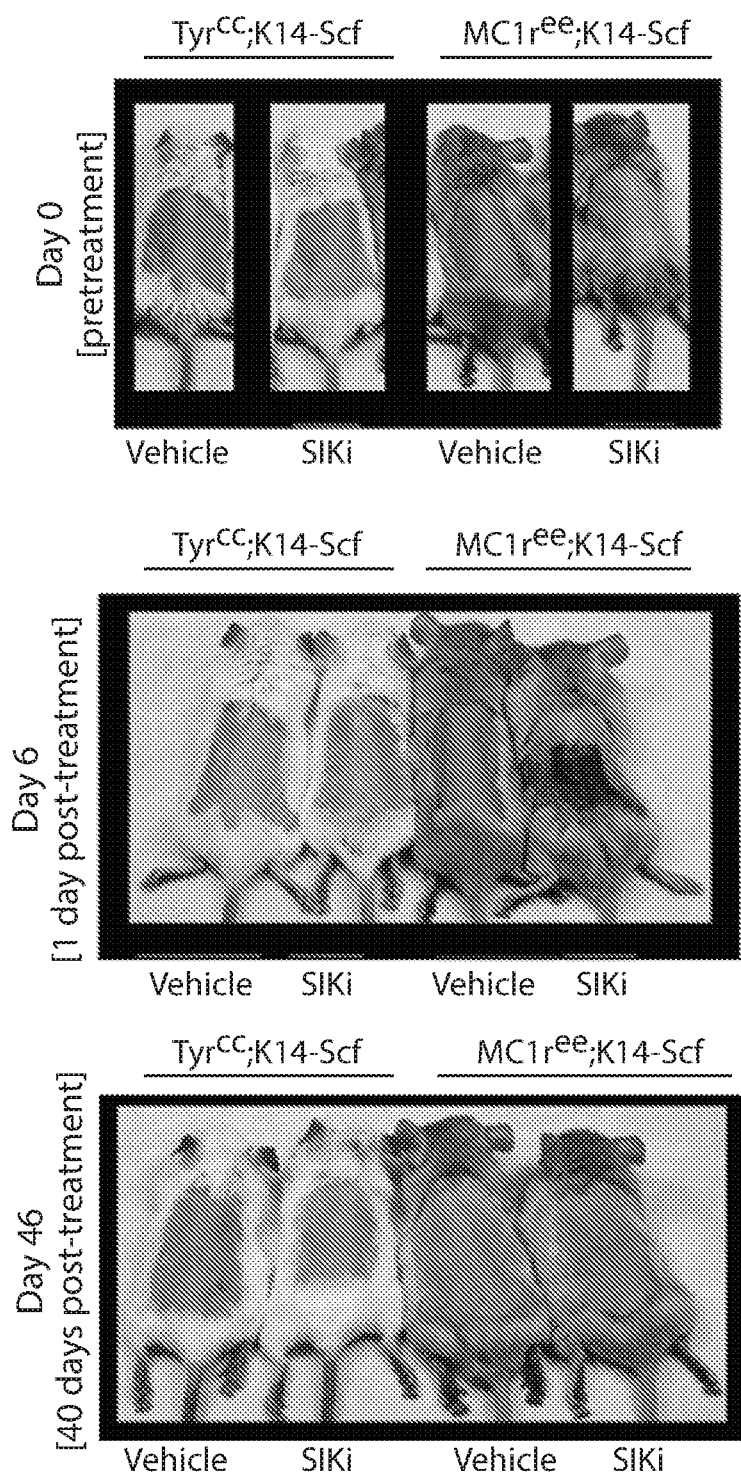 Tyrcc;K14-Scf MC1ree;K14-Scf
Day 0
[pretreatment]
Vehicle SIKi Vehicle SIKi
Tyrcc;K14-Scf MC1ree;K14-Scf
Day 6
[1 day post-treatment]
Vehicle SIKi Vehicle SIKi
Tyrcc;K14-Scf MC1ree;K14-Scf
Day 46
[40 days post-treatment]
Vehicle SIKi Vehicle SIKi